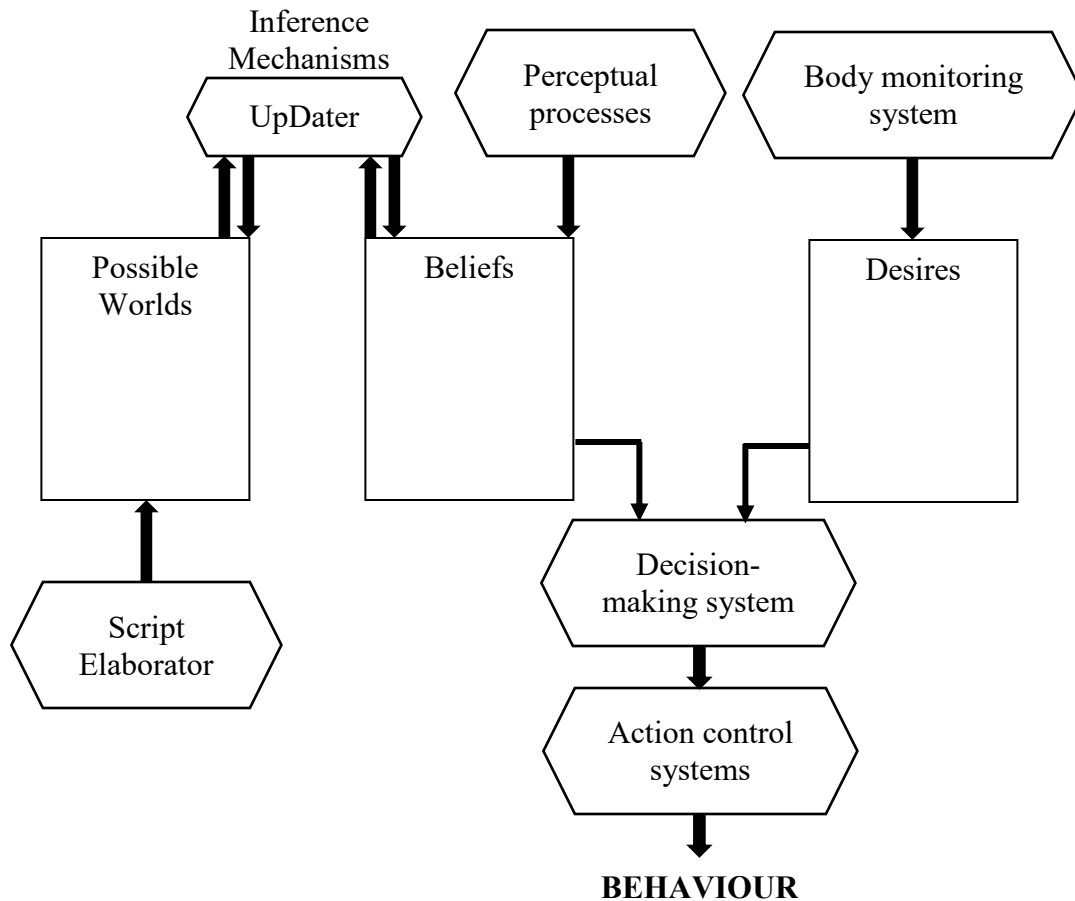 Inference
Mechanisms
UpDater
Perceptual
processes
Body monitoring
system
Possible
Worlds
Beliefs
Desires
Script
Elaborator
Decision-
making system
Action control
systems
BEHAVIOUR